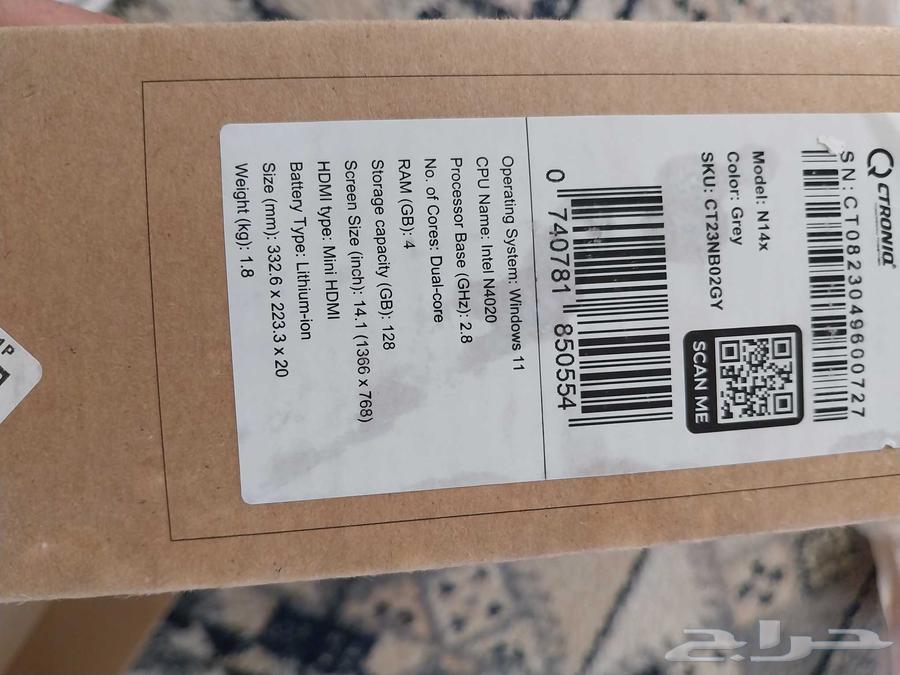 CTRONIQ
SN:CT0823049600727
Model: N14x
Color: Grey
SKU: CT23NB02GY
SCAN ME
0 740781 850554
Operating System: Windows 11
CPU Name: Intel N4020
Processor Base (GHz): 2.8
No. of Cores: Dual-core
RAM (GB): 4
Storage capacity (GB): 128
Screen Size (inch): 14.1 (1366 x 768)
HDMI type: Mini HDMI
Battery Type: Lithium-ion
Size (mm): 332.6 x 223.3 x 20
Weight (kg): 1.8
حراج